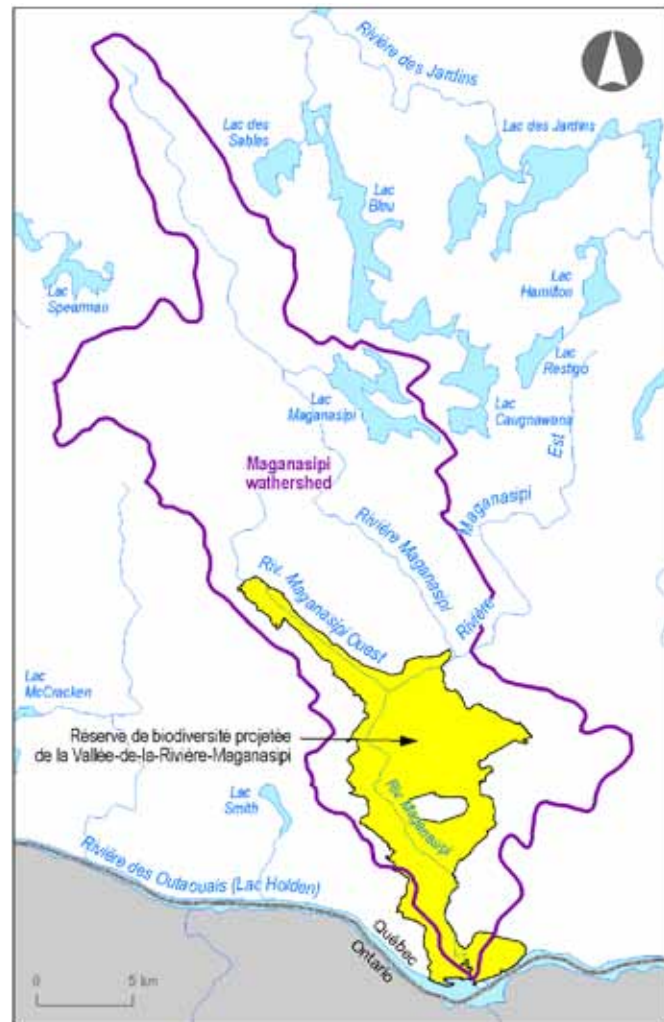 Rivière des Jardins
Lac des
Sables
Lac des Jardins
Lac
Bleu
Lac
Spearman
Lac
Hamilton
Lac
Restigo
Lac
Maganasipi
Lac
Caugnawana
Est
Maganasipi
Rivière
Maganasipi
wathershed
Rivière Maganasipi
Riv. Maganasipi Ouest
Lac
McCracken
Réserve de biodiversité projetée
de la Vallée-de-la-Rivière-Maganasipi
Lac
Smith
Riv. Maganasipi
Rivière des Outaouais (Lac Holden)
Québec
Ontario
0 5 km